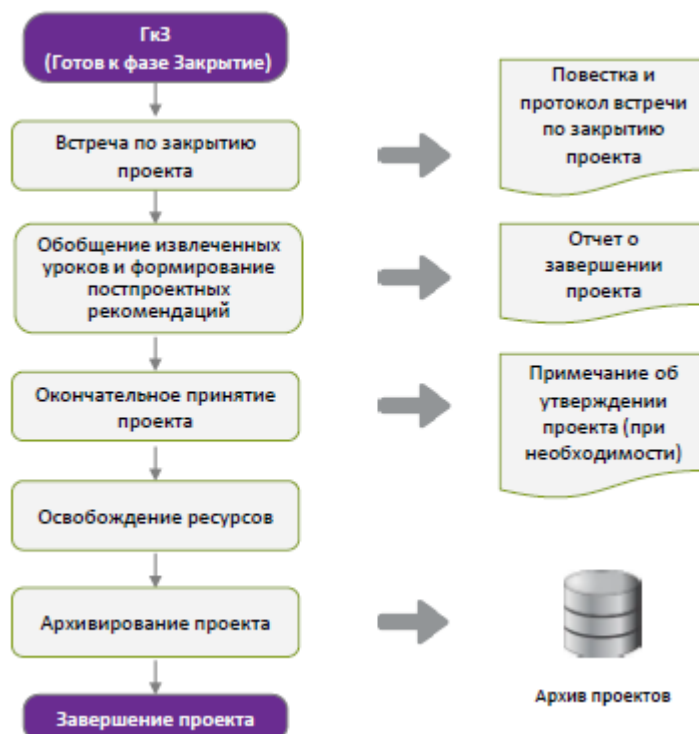 ГкЗ
(Готов к фазе Закрытие)
Повестка и
протокол встречи
по закрытию
проекта
Встреча по закрытию
проекта
Обобщение извлеченных
уроков и формирование
постпроектных
рекомендаций
Отчет о
завершении
проекта
Окончательное принятие
проекта
Примечание об
утверждении
проекта (при
необходимости)
Освобождение ресурсов
Архивирование проекта
Архив проектов
Завершение проекта